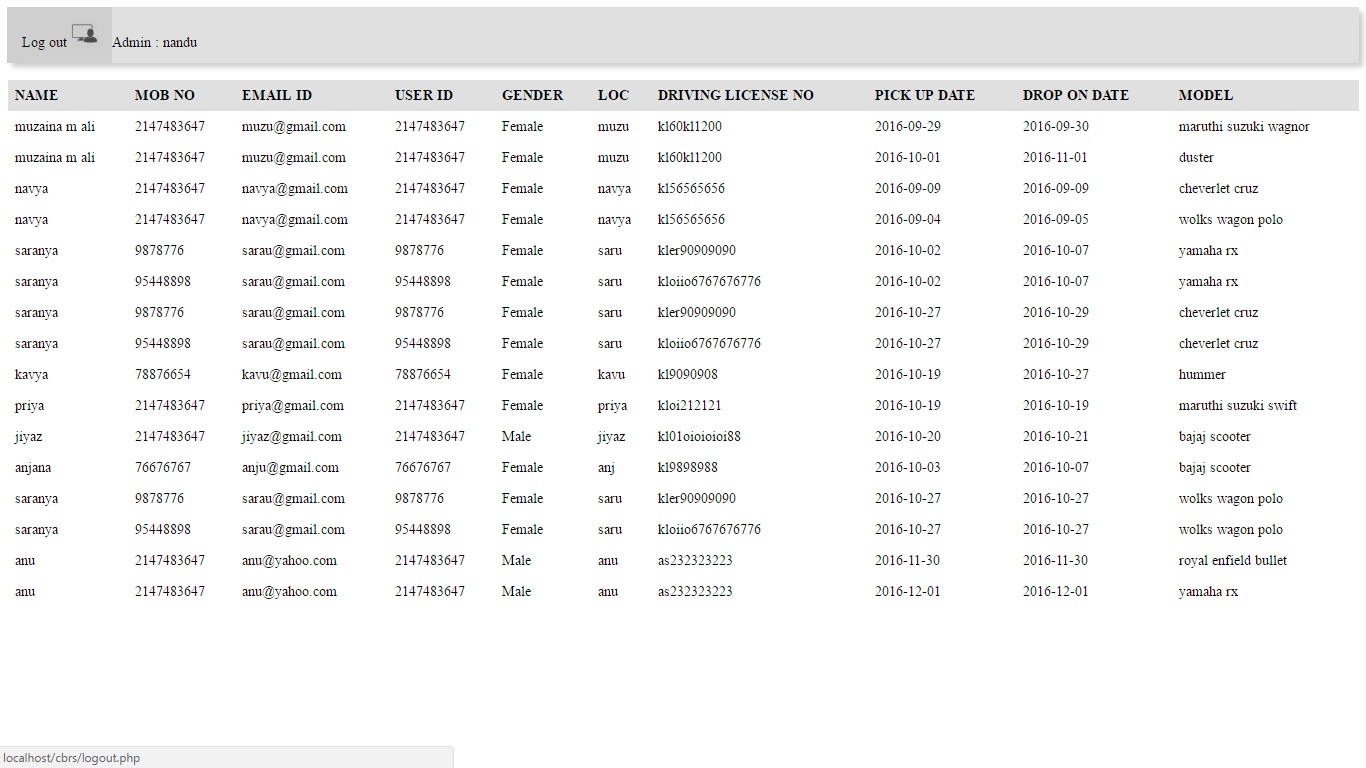 Log out Admin : nandu
NAME MOB NO EMAIL ID USER ID GENDER LOC DRIVING LICENSE NO PICK UP DATE DROP ON DATE MODEL
muzaina m ali 2147483647 muzu@gmail.com 2147483647 Female muzu kl60kl1200 2016-09-29 2016-09-30 maruthi suzuki wagnor
muzaina m ali 2147483647 muzu@gmail.com 2147483647 Female muzu kl60kl1200 2016-10-01 2016-11-01 duster
navya 2147483647 navya@gmail.com 2147483647 Female navya kl56565656 2016-09-09 2016-09-09 cheverlet cruz
navya 2147483647 navya@gmail.com 2147483647 Female navya kl56565656 2016-09-04 2016-09-05 wolks wagon polo
saranya 9878776 sarau@gmail.com 9878776 Female saru kler90909090 2016-10-02 2016-10-07 yamaha rx
saranya 95448898 sarau@gmail.com 95448898 Female saru kloiio6767676776 2016-10-02 2016-10-07 yamaha rx
saranya 9878776 sarau@gmail.com 9878776 Female saru kler90909090 2016-10-27 2016-10-29 cheverlet cruz
saranya 95448898 sarau@gmail.com 95448898 Female saru kloiio6767676776 2016-10-27 2016-10-29 cheverlet cruz
kavya 78876654 kavu@gmail.com 78876654 Female kavu kl9090908 2016-10-19 2016-10-27 hummer
priya 2147483647 priya@gmail.com 2147483647 Female priya kloi212121 2016-10-19 2016-10-19 maruthi suzuki swift
jiyaz 2147483647 jiyaz@gmail.com 2147483647 Male jiyaz kl01oioioioi88 2016-10-20 2016-10-21 bajaj scooter
anjana 76676767 anju@gmail.com 76676767 Female anj kl9898988 2016-10-03 2016-10-07 bajaj scooter
saranya 9878776 sarau@gmail.com 9878776 Female saru kler90909090 2016-10-27 2016-10-27 wolks wagon polo
saranya 95448898 sarau@gmail.com 95448898 Female saru kloiio6767676776 2016-10-27 2016-10-27 wolks wagon polo
anu 2147483647 anu@yahoo.com 2147483647 Male anu as232323223 2016-11-30 2016-11-30 royal enfield bullet
anu 2147483647 anu@yahoo.com 2147483647 Male anu as232323223 2016-12-01 2016-12-01 yamaha rx
localhost/cbrs/logout.php